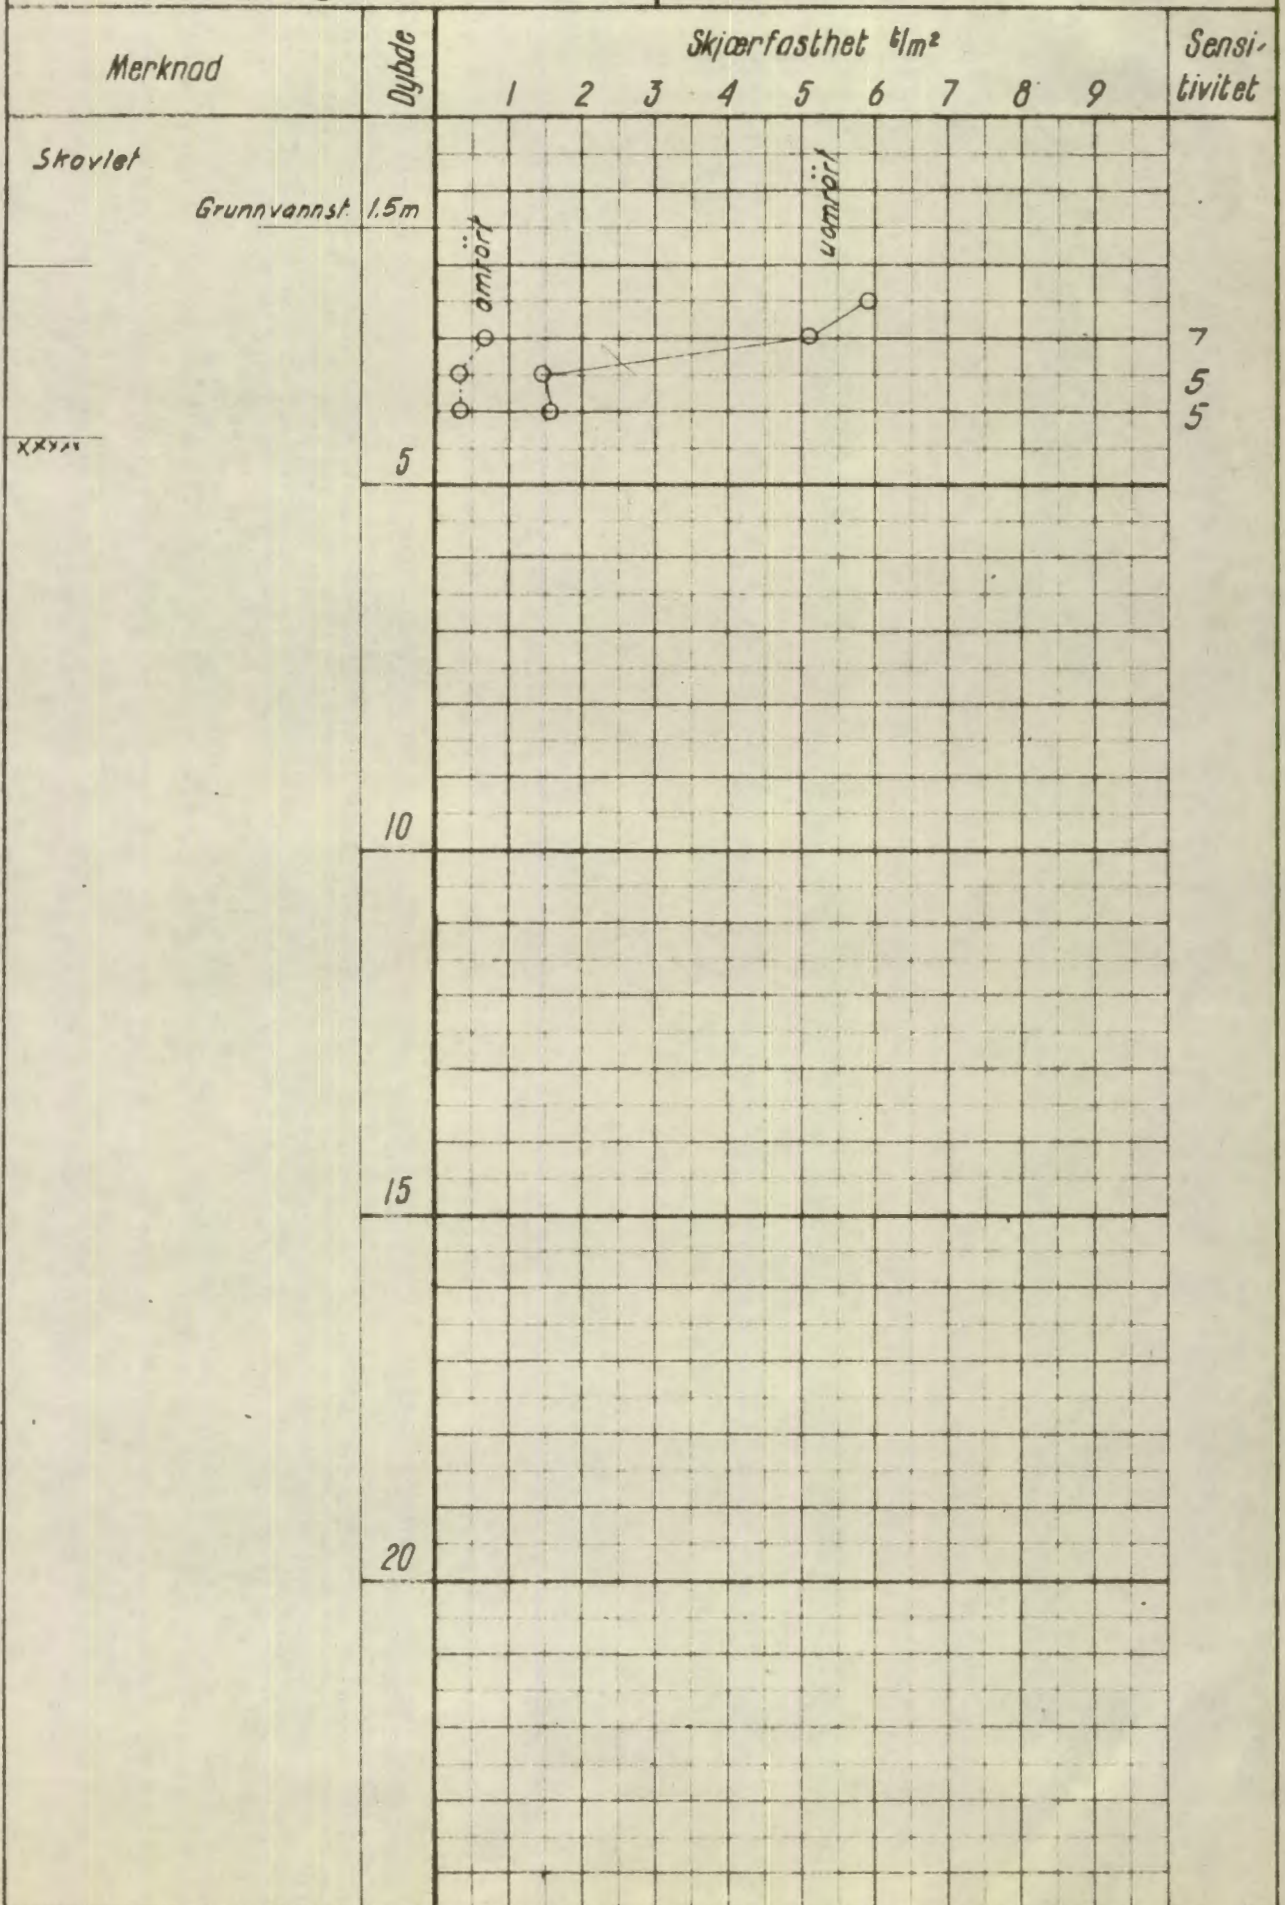 Merknad
Dybde
Skjærfasthet t/m²
Sensi-
tivitet
1 2 3 4 5 6 7 8 9
Skovlet
Grunnvannst. 1.5m
omrört
uomrört
7
5
5
xxxxx
5
10
15
20